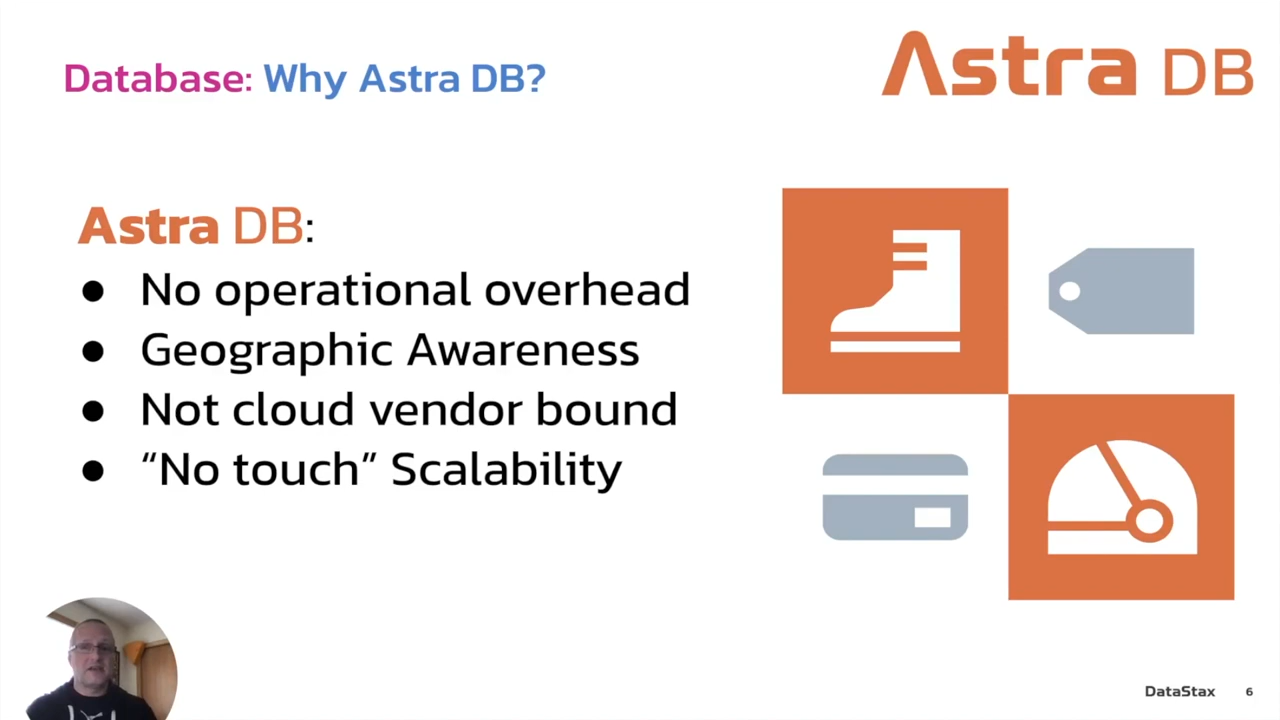 Database: Why Astra DB?
Astra DB
Astra DB:
● No operational overhead
● Geographic Awareness
● Not cloud vendor bound
● “No touch” Scalability
DataStax 6